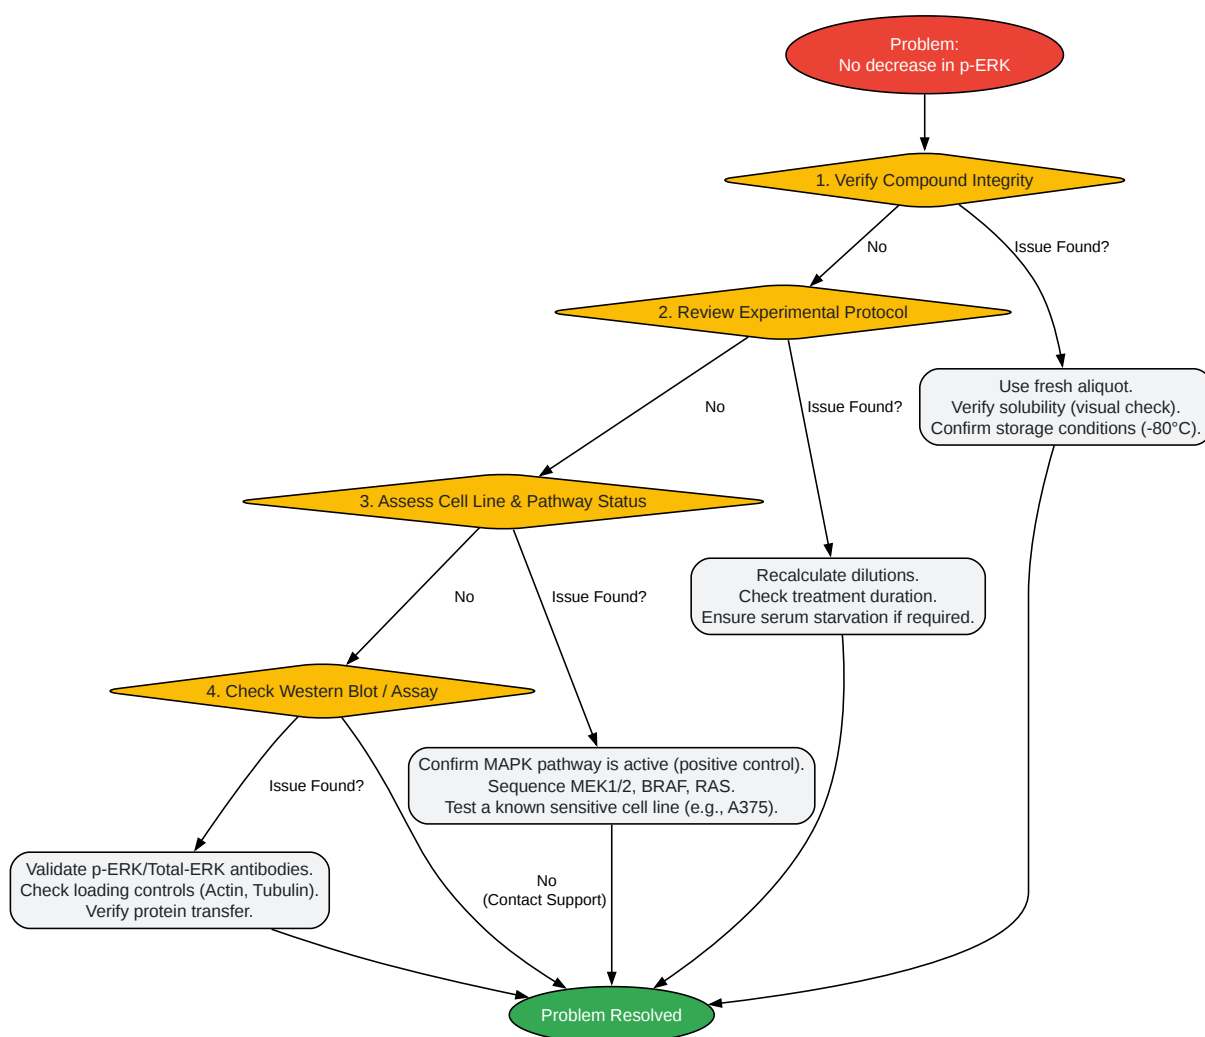 Problem:
No decrease in p-ERK
1. Verify Compound Integrity
No
Issue Found?
2. Review Experimental Protocol
Use fresh aliquot.
Verify solubility (visual check).
Confirm storage conditions (-80°C).
No
Issue Found?
3. Assess Cell Line & Pathway Status
Recalculate dilutions.
Check treatment duration.
Ensure serum starvation if required.
No
Issue Found?
4. Check Western Blot / Assay
Confirm MAPK pathway is active (positive control).
Sequence MEK1/2, BRAF, RAS.
Test a known sensitive cell line (e.g., A375).
Issue Found?
Validate p-ERK/Total-ERK antibodies.
Check loading controls (Actin, Tubulin).
Verify protein transfer.
No
(Contact Support)
Problem Resolved